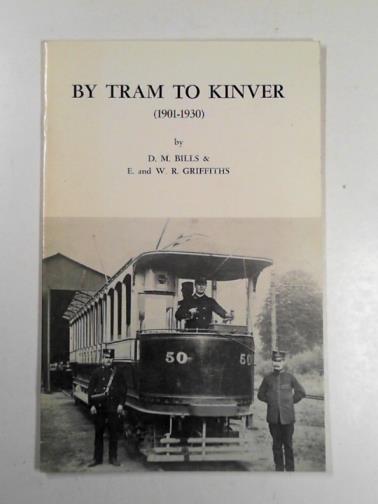 BY TRAM TO KINVER
(1901-1930)
by
D. M. BILLS &
E. and W. R. GRIFFITHS
50
50